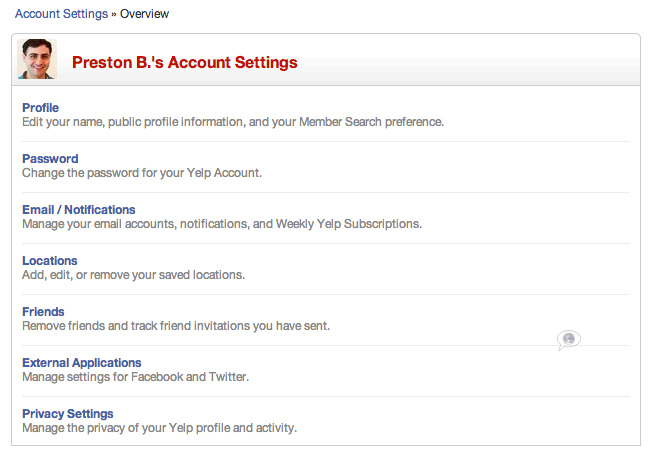 Account Settings » Overview
Preston B.'s Account Settings
Profile
Edit your name, public profile information, and your Member Search preference.
Password
Change the password for your Yelp Account.
Email / Notifications
Manage your email accounts, notifications, and Weekly Yelp Subscriptions.
Locations
Add, edit, or remove your saved locations.
Friends
Remove friends and track friend invitations you have sent.
External Applications
Manage settings for Facebook and Twitter.
Privacy Settings
Manage the privacy of your Yelp profile and activity.